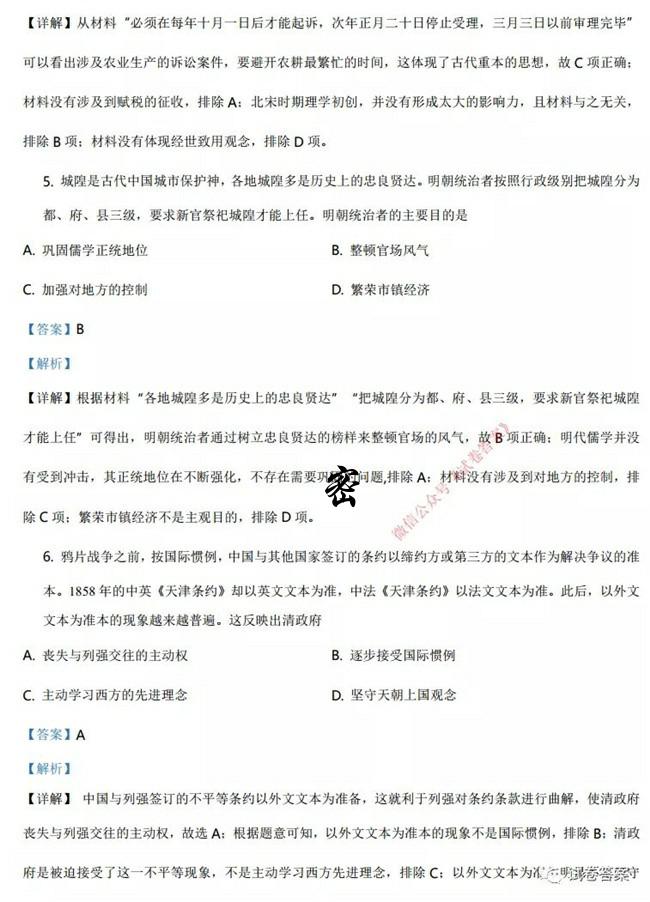 【详解】从材料“必须在每年十月一日后才能起诉，次年正月二十日停止受理，三月三日以前审理完毕”
可以看出涉及农业生产的诉讼案件，要避开农耕最繁忙的时间，这体现了古代重本的思想，故 C 项正确；
材料没有涉及到赋税的征收，排除 A；北宋时期理学初创，并没有形成太大的影响力，且材料与之无关，
排除 B 项；材料没有体现经世致用观念，排除 D 项。
5. 城隍是古代中国城市保护神，各地城隍多是历史上的忠良贤达。明朝统治者按照行政级别把城隍分为
都、府、县三级，要求新官祭祀城隍才能上任。明朝统治者的主要目的是
A. 巩固儒学正统地位 B. 整顿官场风气
C. 加强对地方的控制 D. 繁荣市镇经济
【答案】B
【解析】
【详解】根据材料“各地城隍多是历史上的忠良贤达”“把城隍分为都、府、县三级，要求新官祭祀城隍
才能上任”可得出，明朝统治者通过树立忠良贤达的榜样来整顿官场的风气，故 B 项正确；明代儒学并没
有受到冲击，其正统地位在不断强化，不存在需要巩 问题,排除 A；材料没有涉及到对地方的控制，排
密
除 C 项；繁荣市镇经济不是主观目的，排除 D 项。
微信公众号 试卷答案》
6. 鸦片战争之前，按国际惯例，中国与其他国家签订的条约以缔约方或第三方的文本作为解决争议的准
本。1858 年的中英《天津条约》却以英文文本为准，中法《天津条约》以法文文本为准。此后，以外文
文本为准本的现象越来越普遍。这反映出清政府
A. 丧失与列强交往的主动权 B. 逐步接受国际惯例
C. 主动学习西方的先进理念 D. 坚守天朝上国观念
【答案】A
【解析】
【详解】 中国与列强签订的不平等条约以外文文本为准备，这就利于列强对条约条款进行曲解，使清政府
丧失与列强交往的主动权，故选 A；根据题意可知，以外文文本为准本的现象不是国际惯例，排除 B；清政
府是被迫接受了这一不平等现象，不是主动学习西方先进理念，排除 C；以外文文本为准 明 守
试卷答案